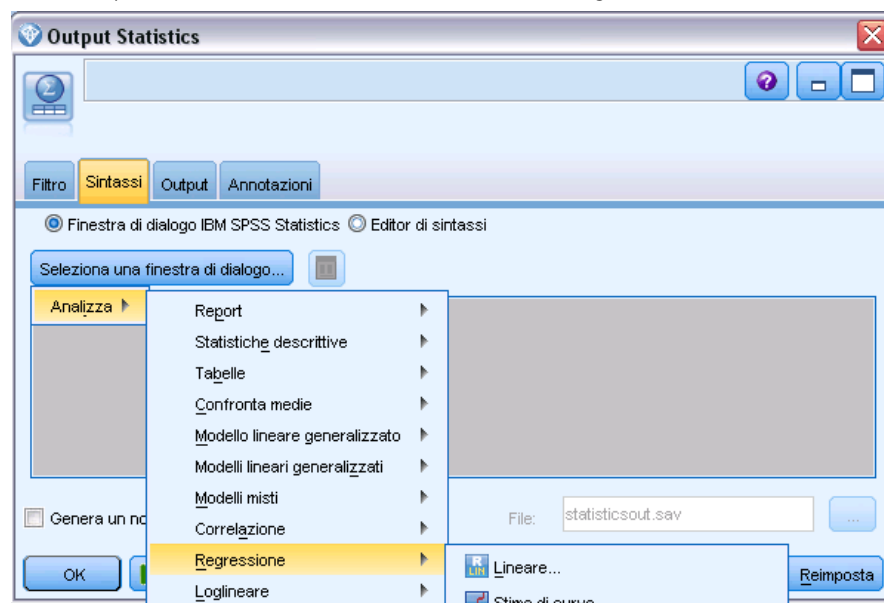 Output Statistics
Filtro Sintassi Output Annotazioni
Finestra di dialogo IBM SPSS Statistics Editor di sintassi
Seleziona una finestra di dialogo...
Analizza
Report
Statistiche descrittive
Tabelle
Confronta medie
Modello lineare generalizzato
Modelli lineari generalizzati
Modelli misti
Genera un File: statisticsout.sav ...
Correlazione
Regressione
Lineare...
OK Reimposta
Loglineare